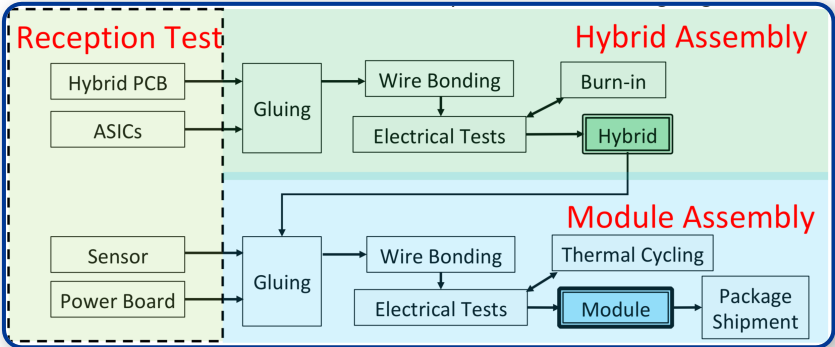 Reception Test
Hybrid Assembly
Hybrid PCB
ASICs
Gluing
Wire Bonding
Burn-in
Electrical Tests
Hybrid
Module Assembly
Sensor
Power Board
Gluing
Wire Bonding
Thermal Cycling
Electrical Tests
Module
Package
Shipment